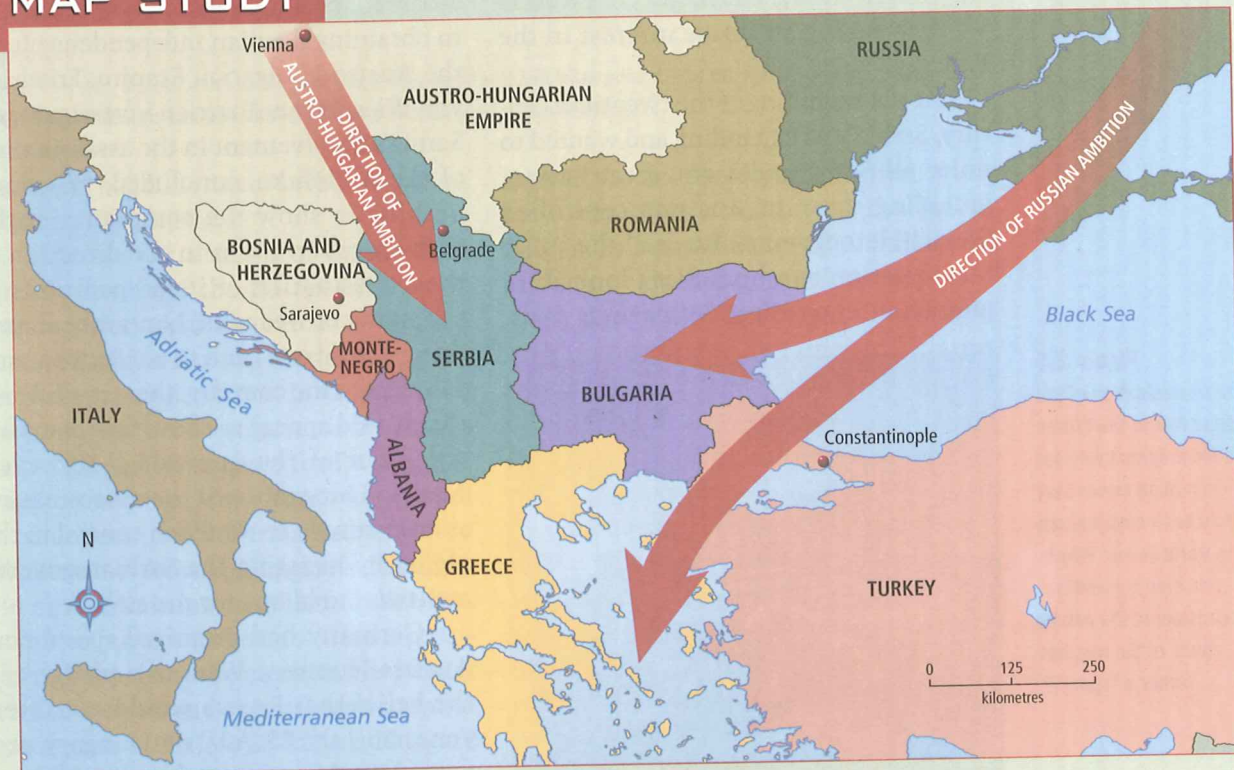 MAP STUDY
Vienna
DIRECTION OF
AUSTRO-HUNGARIAN AMBITION
AUSTRO-HUNGARIAN
EMPIRE
RUSSIA
DIRECTION OF RUSSIAN AMBITION
ROMANIA
BOSNIA AND
HERZEGOVINA
Belgrade
Sarajevo
Black Sea
Adriatic Sea
MONTE-
NEGRO
SERBIA
BULGARIA
ITALY
Constantinople
ALBANIA
N
GREECE
TURKEY
0 125 250
kilometres
Mediterranean Sea